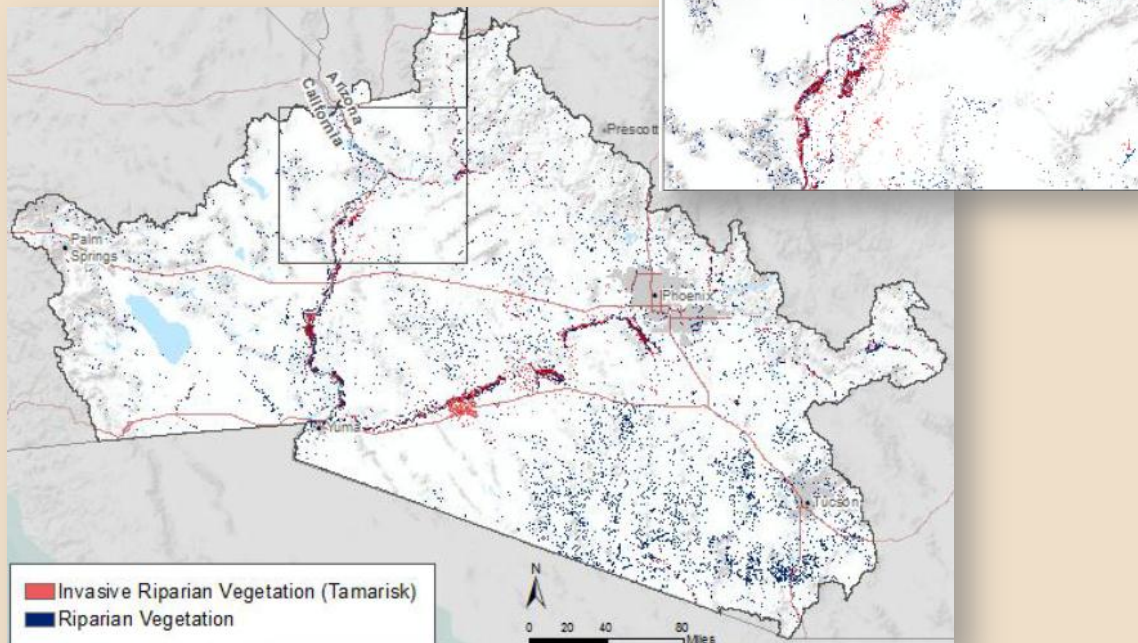 Arizona
California
Prescott
Palm
Springs
Phoenix
Yuma
Tucson
Invasive Riparian Vegetation (Tamarisk)
Riparian Vegetation
N
0 20 40 80
Miles